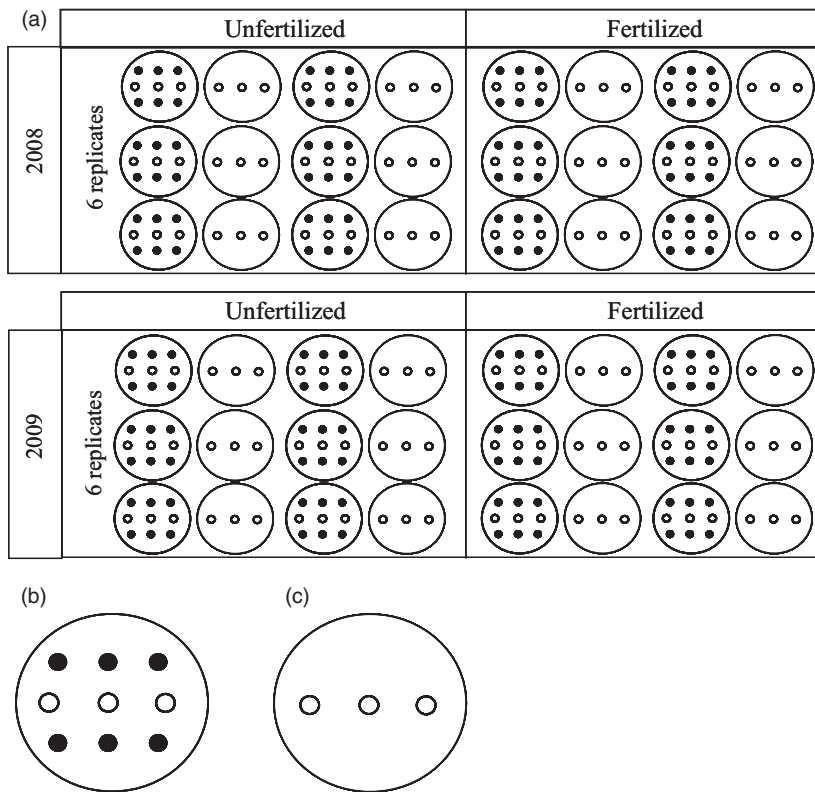 (a)
Unfertilized
Fertilized
2008
6 replicates
Unfertilized
Fertilized
2009
6 replicates
(b)
(c)